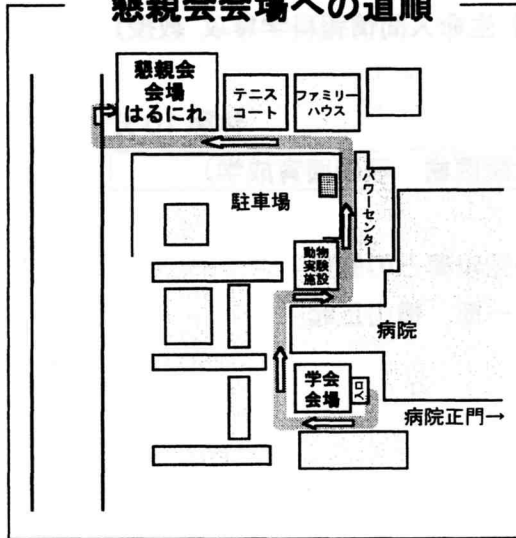 懇親会会場への道順
懇親会
会場
はるにれ
テニス
コート
ファミリー
ハウス
駐車場
パワーセンター
動物
実験
施設
病院
学会
会場
ロイ
病院正門→